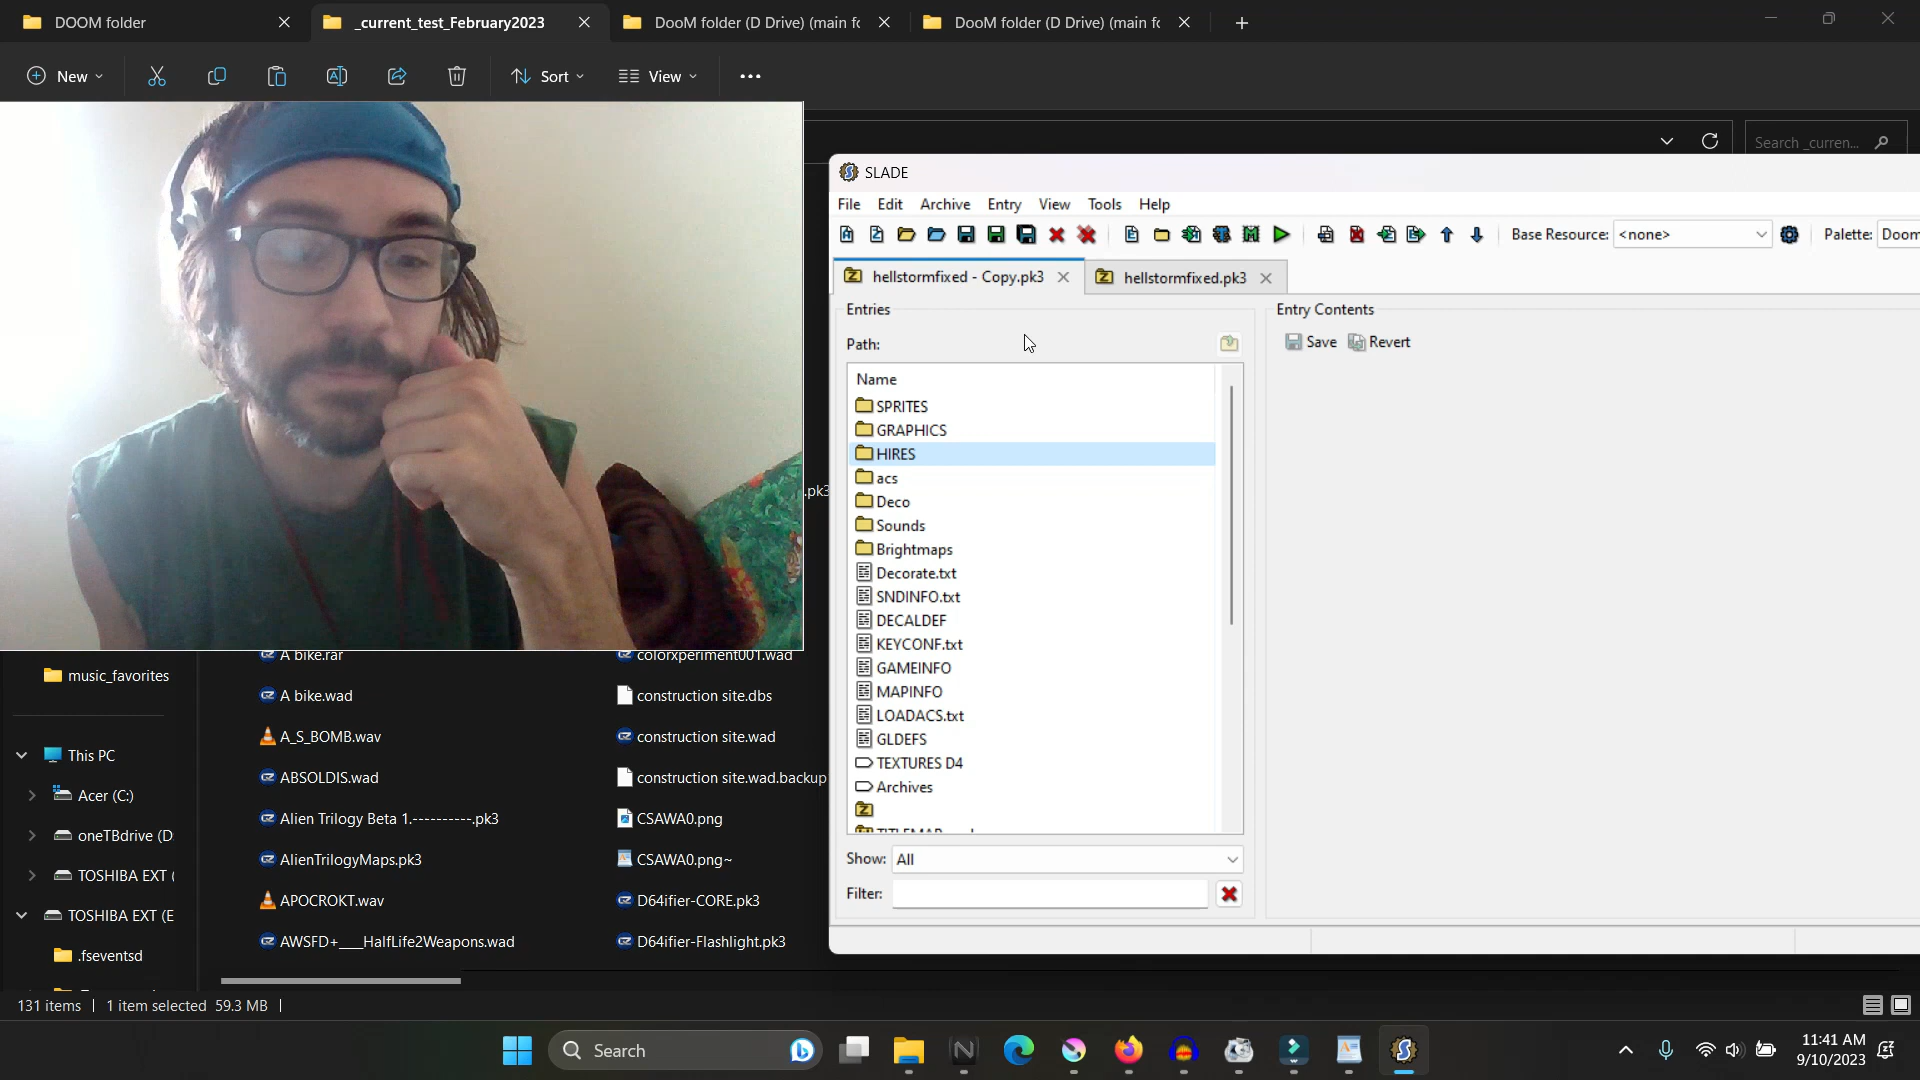 DOOM folder
_current_test_February2023
DooM folder (D Drive) (main fo
DooM folder (D Drive) (main fo
New
Sort
View
Search _curren...
SLADE
File Edit Archive Entry View Tools Help
Base Resource: <none>
Palette: Doom
hellstormfixed - Copy.pk3
hellstormfixed.pk3
Entries
Path:
Name
SPRITES
GRAPHICS
HIRES
acs
Deco
Sounds
Brightmaps
Decorate.txt
SNDINFO.txt
DECALDEF
KEYCONF.txt
GAMEINFO
MAPINFO
LOADACS.txt
GLDEFS
TEXTURES D4
Archives
Show: All
Filter:
Entry Contents
Save Revert
.pk3
music_favorites
This PC
Acer (C:)
oneTBdrive (D
TOSHIBA EXT (
TOSHIBA EXT (E
.fseventsd
A bike.rar
A bike.wad
A_S_BOMB.wav
ABSOLDIS.wad
Alien Trilogy Beta 1.----------.pk3
AlienTrilogyMaps.pk3
APOCROKT.wav
AWSFD+___HalfLife2Weapons.wad
colorxperiment001.wad
construction site.dbs
construction site.wad
construction site.wad.backup
CSAWA0.png
CSAWA0.png~
D64ifier-CORE.pk3
D64ifier-Flashlight.pk3
131 items
1 item selected 59.3 MB
Search
11:41 AM
9/10/2023